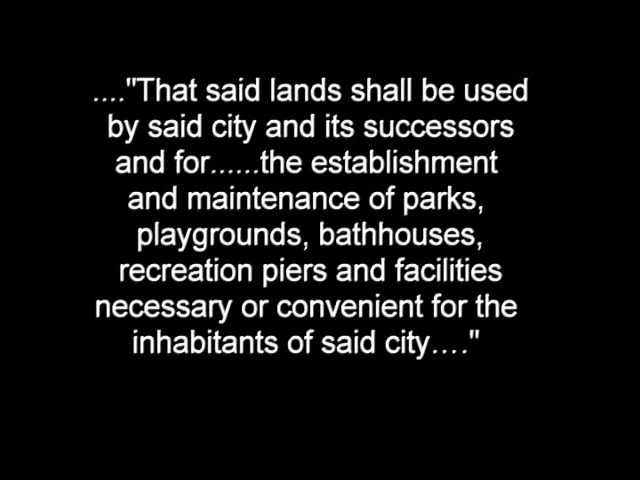 ...."That said lands shall be used
by said city and its successors
and for......the establishment
and maintenance of parks,
playgrounds, bathhouses,
recreation piers and facilities
necessary or convenient for the
inhabitants of said city…."